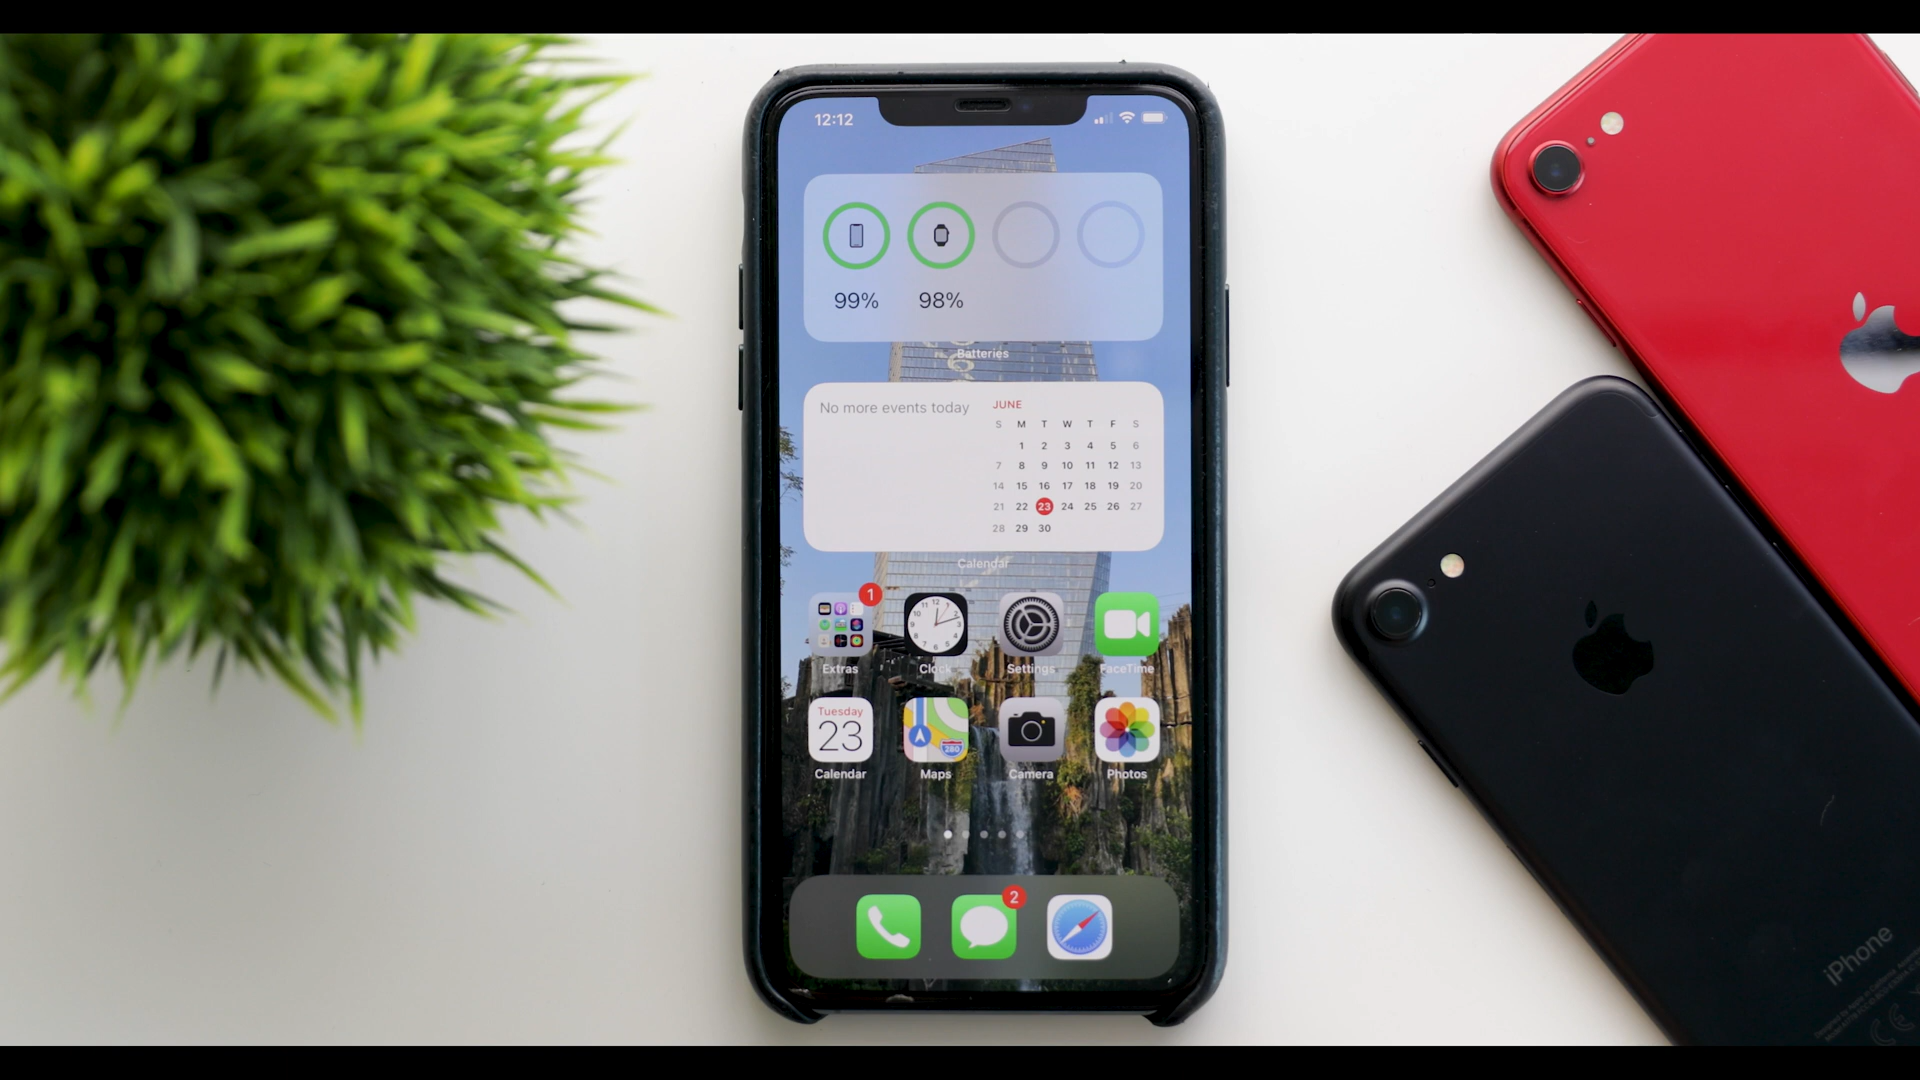 12:12
99% 98%
Batteries
No more events today
JUNE
S M T W T F S
1 2 3 4 5 6
7 8 9 10 11 12 13
14 15 16 17 18 19 20
21 22 23 24 25 26 27
28 29 30
Calendar
1
Extras Clock Settings FaceTime
Tuesday
23
280
Calendar Maps Camera Photos
2
iPhone